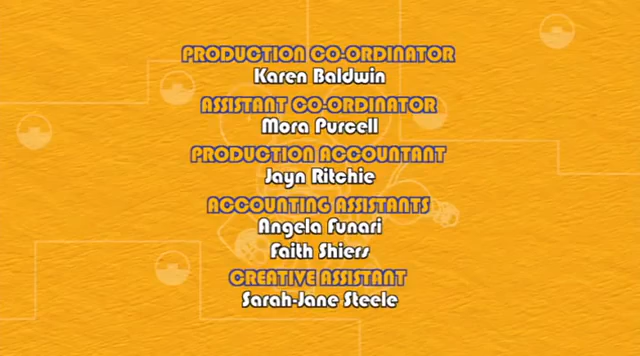 PRODUCTION CO-ORDINATOR
Karen Baldwin
ASSISTANT CO-ORDINATOR
Mora Purcell
PRODUCTION ACCOUNTANT
Jayn Ritchie
ACCOUNTING ASSISTANTS
Angela Funari
Faith Shiers
CREATIVE ASSISTANT
Sarah-Jane Steele